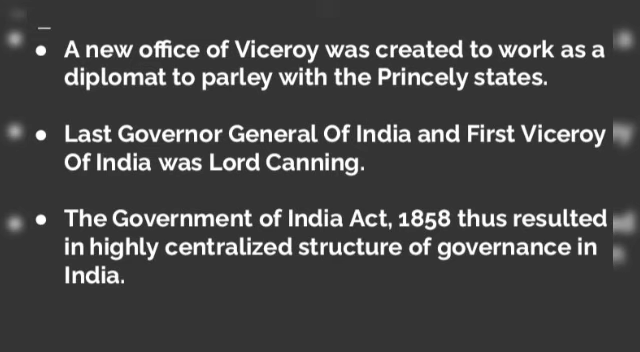 • A new office of Viceroy was created to work as a
diplomat to parley with the Princely states.
• Last Governor General Of India and First Viceroy
Of India was Lord Canning.
• The Government of India Act, 1858 thus resulted
in highly centralized structure of governance in
India.